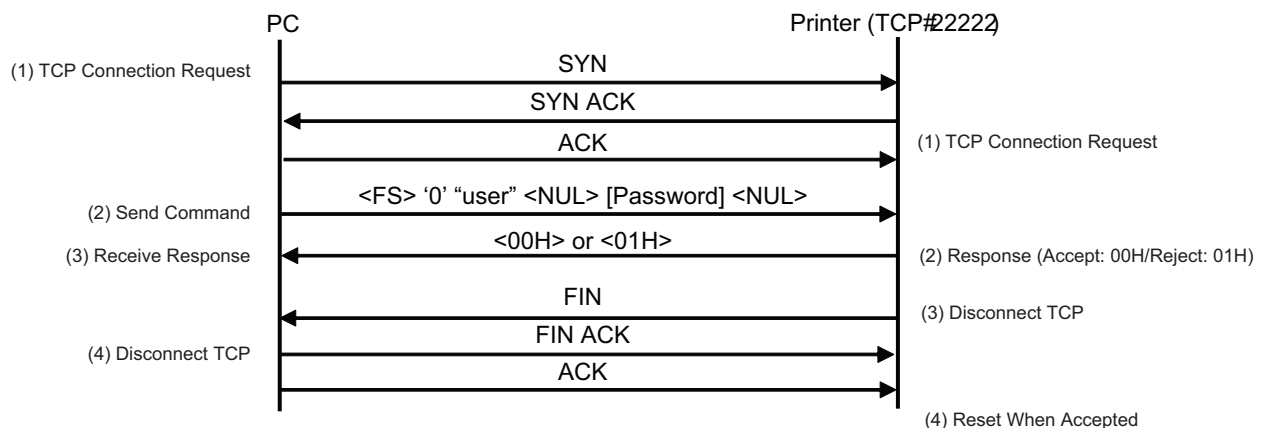 PC
Printer (TCP#22222)
(1) TCP Connection Request
SYN
SYN ACK
ACK
(1) TCP Connection Request
<FS> ‘0’ “user” <NUL> [Password] <NUL>
(2) Send Command
<00H> or <01H>
(3) Receive Response
(2) Response (Accept: 00H/Reject: 01H)
FIN
(3) Disconnect TCP
FIN ACK
(4) Disconnect TCP
ACK
(4) Reset When Accepted